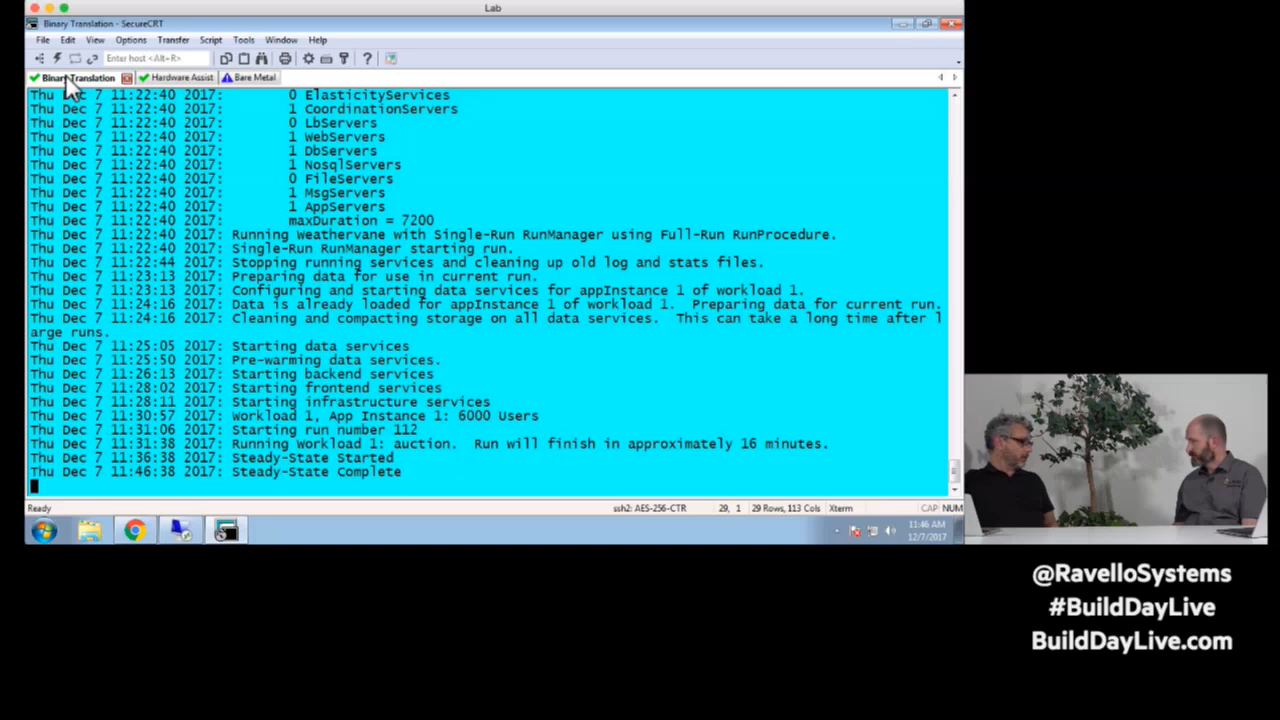 Lab
Binary Translation - SecureCRT
File Edit View Options Transfer Script Tools Window Help
Enter host <Alt+R>
Binary Translation Hardware Assist Bare Metal
Thu Dec 7 11:22:40 2017: 0 ElasticityServices
Thu Dec 7 11:22:40 2017: 1 CoordinationServers
Thu Dec 7 11:22:40 2017: 0 LbServers
Thu Dec 7 11:22:40 2017: 1 WebServers
Thu Dec 7 11:22:40 2017: 1 DbServers
Thu Dec 7 11:22:40 2017: 1 NosqlServers
Thu Dec 7 11:22:40 2017: 0 FileServers
Thu Dec 7 11:22:40 2017: 1 MsgServers
Thu Dec 7 11:22:40 2017: 1 AppServers
Thu Dec 7 11:22:40 2017: maxDuration = 7200
Thu Dec 7 11:22:40 2017: Running Weathervane with Single-Run RunManager using Full-Run RunProcedure.
Thu Dec 7 11:22:40 2017: Single-Run RunManager starting run.
Thu Dec 7 11:22:44 2017: Stopping running services and cleaning up old log and stats files.
Thu Dec 7 11:23:13 2017: Preparing data for use in current run.
Thu Dec 7 11:23:13 2017: Configuring and starting data services for appInstance 1 of workload 1.
Thu Dec 7 11:24:16 2017: Data is already loaded for appInstance 1 of workload 1. Preparing data for current run.
Thu Dec 7 11:24:16 2017: Cleaning and compacting storage on all data services. This can take a long time after l
arge runs.
Thu Dec 7 11:25:05 2017: Starting data services
Thu Dec 7 11:25:50 2017: Pre-warming data services.
Thu Dec 7 11:26:13 2017: Starting backend services
Thu Dec 7 11:28:02 2017: Starting frontend services
Thu Dec 7 11:28:11 2017: Starting infrastructure services
Thu Dec 7 11:30:57 2017: Workload 1, App Instance 1: 6000 Users
Thu Dec 7 11:31:06 2017: Starting run number 112
Thu Dec 7 11:31:38 2017: Running Workload 1: auction. Run will finish in approximately 16 minutes.
Thu Dec 7 11:36:38 2017: Steady-State Started
Thu Dec 7 11:46:38 2017: Steady-State Complete
Ready ssh2: AES-256-CTR 29, 1 29 Rows, 113 Cols Xterm CAP NUM
11:46 AM
12/7/2017
@RavelloSystems
#BuildDayLive
BuildDayLive.com